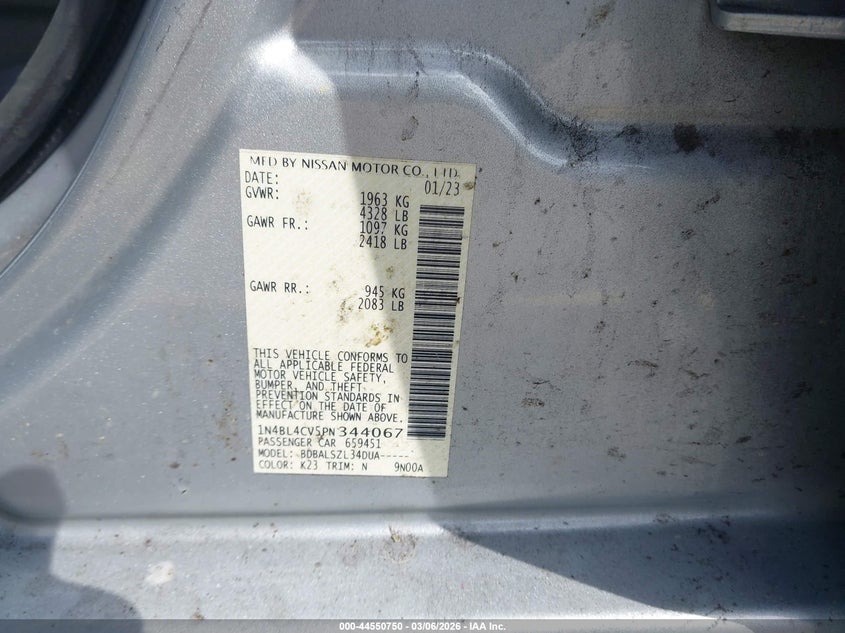 MFD BY NISSAN MOTOR CO., LTD.
DATE: 01/23
GVWR: 1963 KG
4328 LB
GAWR FR.: 1097 KG
2418 LB
GAWR RR.: 945 KG
2083 LB
THIS VEHICLE CONFORMS TO
ALL APPLICABLE FEDERAL
MOTOR VEHICLE SAFETY,
BUMPER, AND THEFT
PREVENTION STANDARDS IN
EFFECT ON THE DATE OF
MANUFACTURE SHOWN ABOVE.
1N4BL4CV5PN344067
PASSENGER CAR 659451
MODEL: BDBALSZL34DUA-----
COLOR: K23 TRIM: N 9N00A
000-44550750 - 03/06/2026 - IAA Inc.